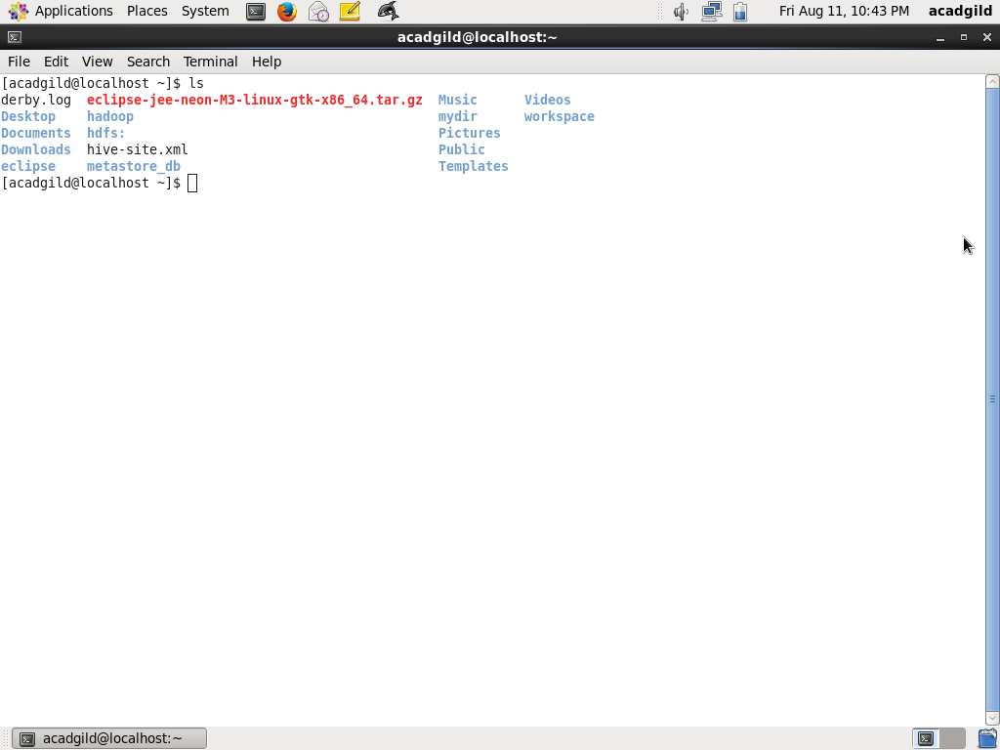 Applications Places System Fri Aug 11, 10:43 PM acadgild
acadgild@localhost:~
File Edit View Search Terminal Help
[acadgild@localhost ~]$ ls
derby.log eclipse-jee-neon-M3-linux-gtk-x86_64.tar.gz Music Videos
Desktop hadoop mydir workspace
Documents hdfs: Pictures
Downloads hive-site.xml Public
eclipse metastore_db Templates
[acadgild@localhost ~]$
acadgild@localhost:~